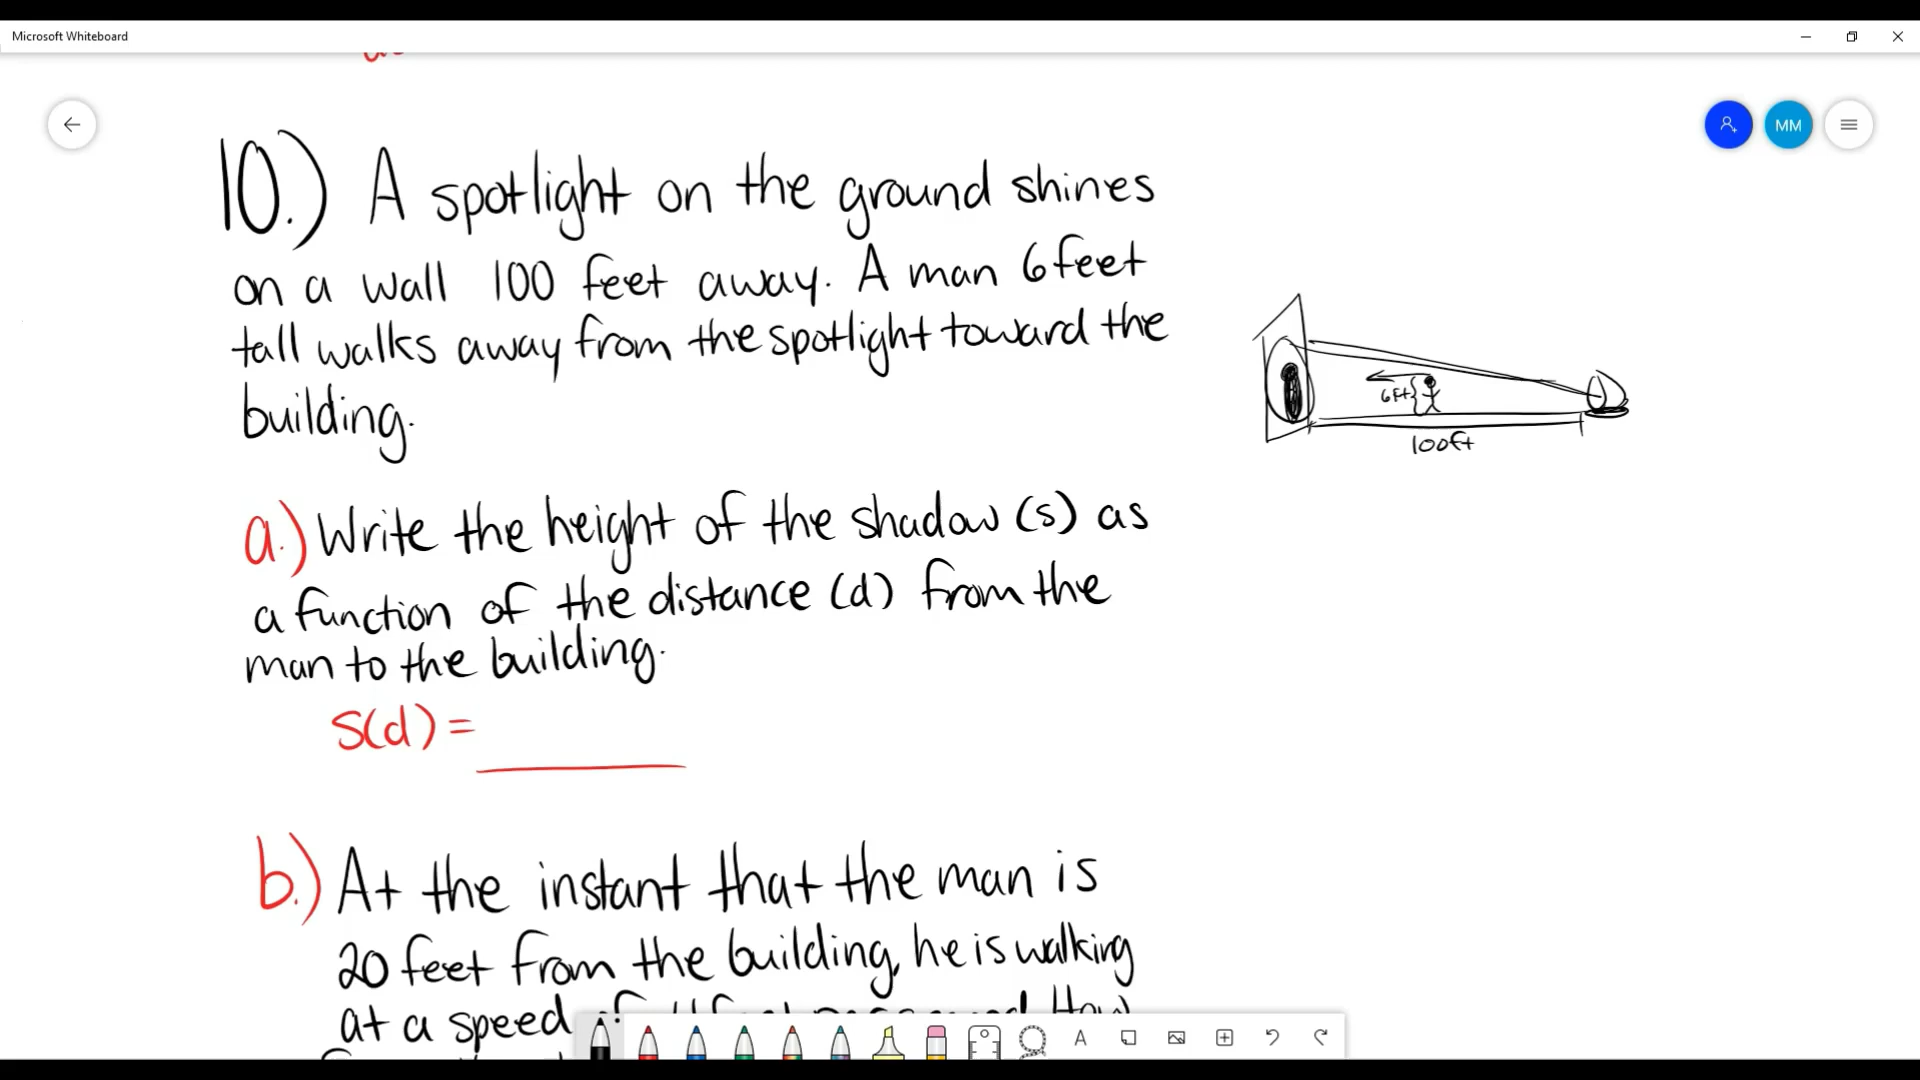 Microsoft Whiteboard
MM
10.) A spotlight on the ground shines
on a wall 100 feet away. A man 6 feet
tall walks away from the spotlight toward the
building.
6ft
100ft
a.) Write the height of the shadow (s) as
a function of the distance (d) from the
man to the building.
S(d) =
b.) At the instant that the man is
20 feet from the building, he is walking
at a speed of
How
A